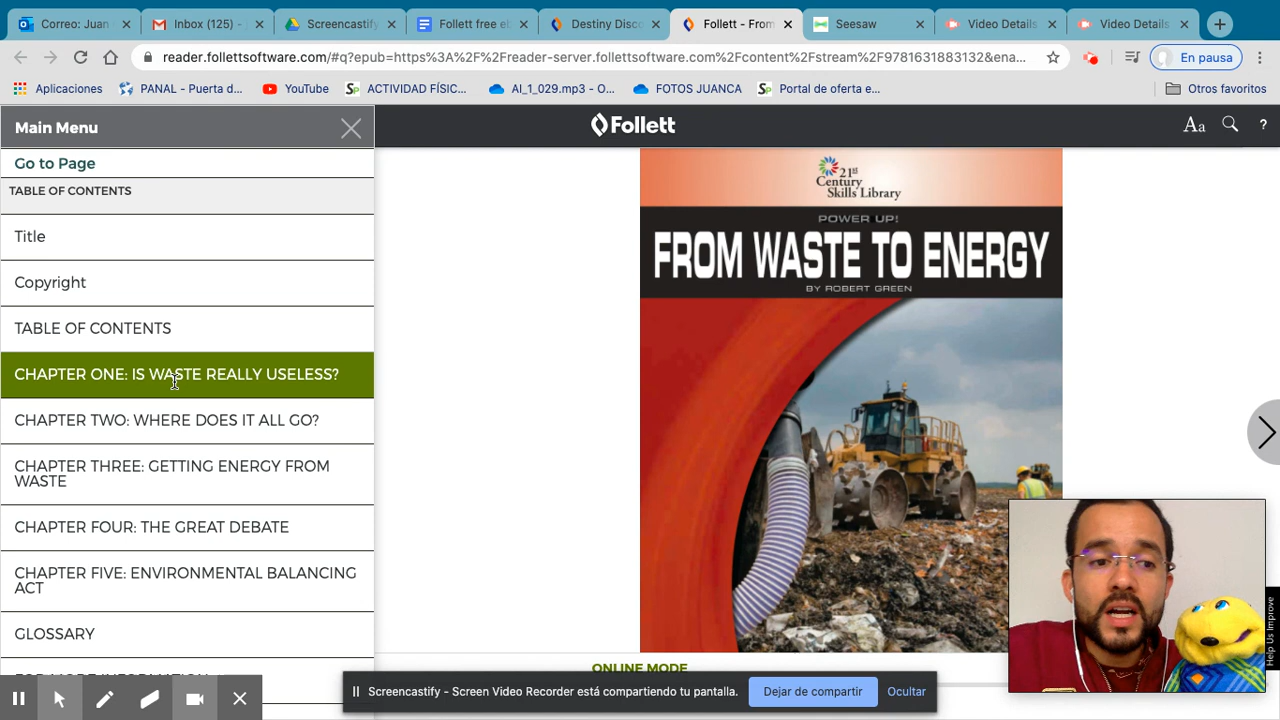 Correo: Juan
Inbox (125) -
Screencastify
Follett free el
Destiny Disco
Follett - From
Seesaw
Video Details
Video Details
reader.follettsoftware.com/#q?epub=https%3A%2F%2Freader-server.follettsoftware.com%2Fcontent%2Fstream%2F9781631883132&ena...
En pausa
Aplicaciones
PANAL - Puerta d...
YouTube
ACTIVIDAD FÍSIC...
AI_1_029.mp3 - O...
FOTOS JUANCA
Portal de oferta e...
Otros favoritos
Main Menu
Follett
Aa
?
Go to Page
TABLE OF CONTENTS
Title
Copyright
TABLE OF CONTENTS
CHAPTER ONE: IS WASTE REALLY USELESS?
CHAPTER TWO: WHERE DOES IT ALL GO?
CHAPTER THREE: GETTING ENERGY FROM
WASTE
CHAPTER FOUR: THE GREAT DEBATE
CHAPTER FIVE: ENVIRONMENTAL BALANCING
ACT
GLOSSARY
21st
Century
Skills Library
POWER UP!
FROM WASTE TO ENERGY
BY ROBERT GREEN
ONLINE MODE
Help Us Improve
Screencastify - Screen Video Recorder está compartiendo tu pantalla.
Dejar de compartir
Ocultar